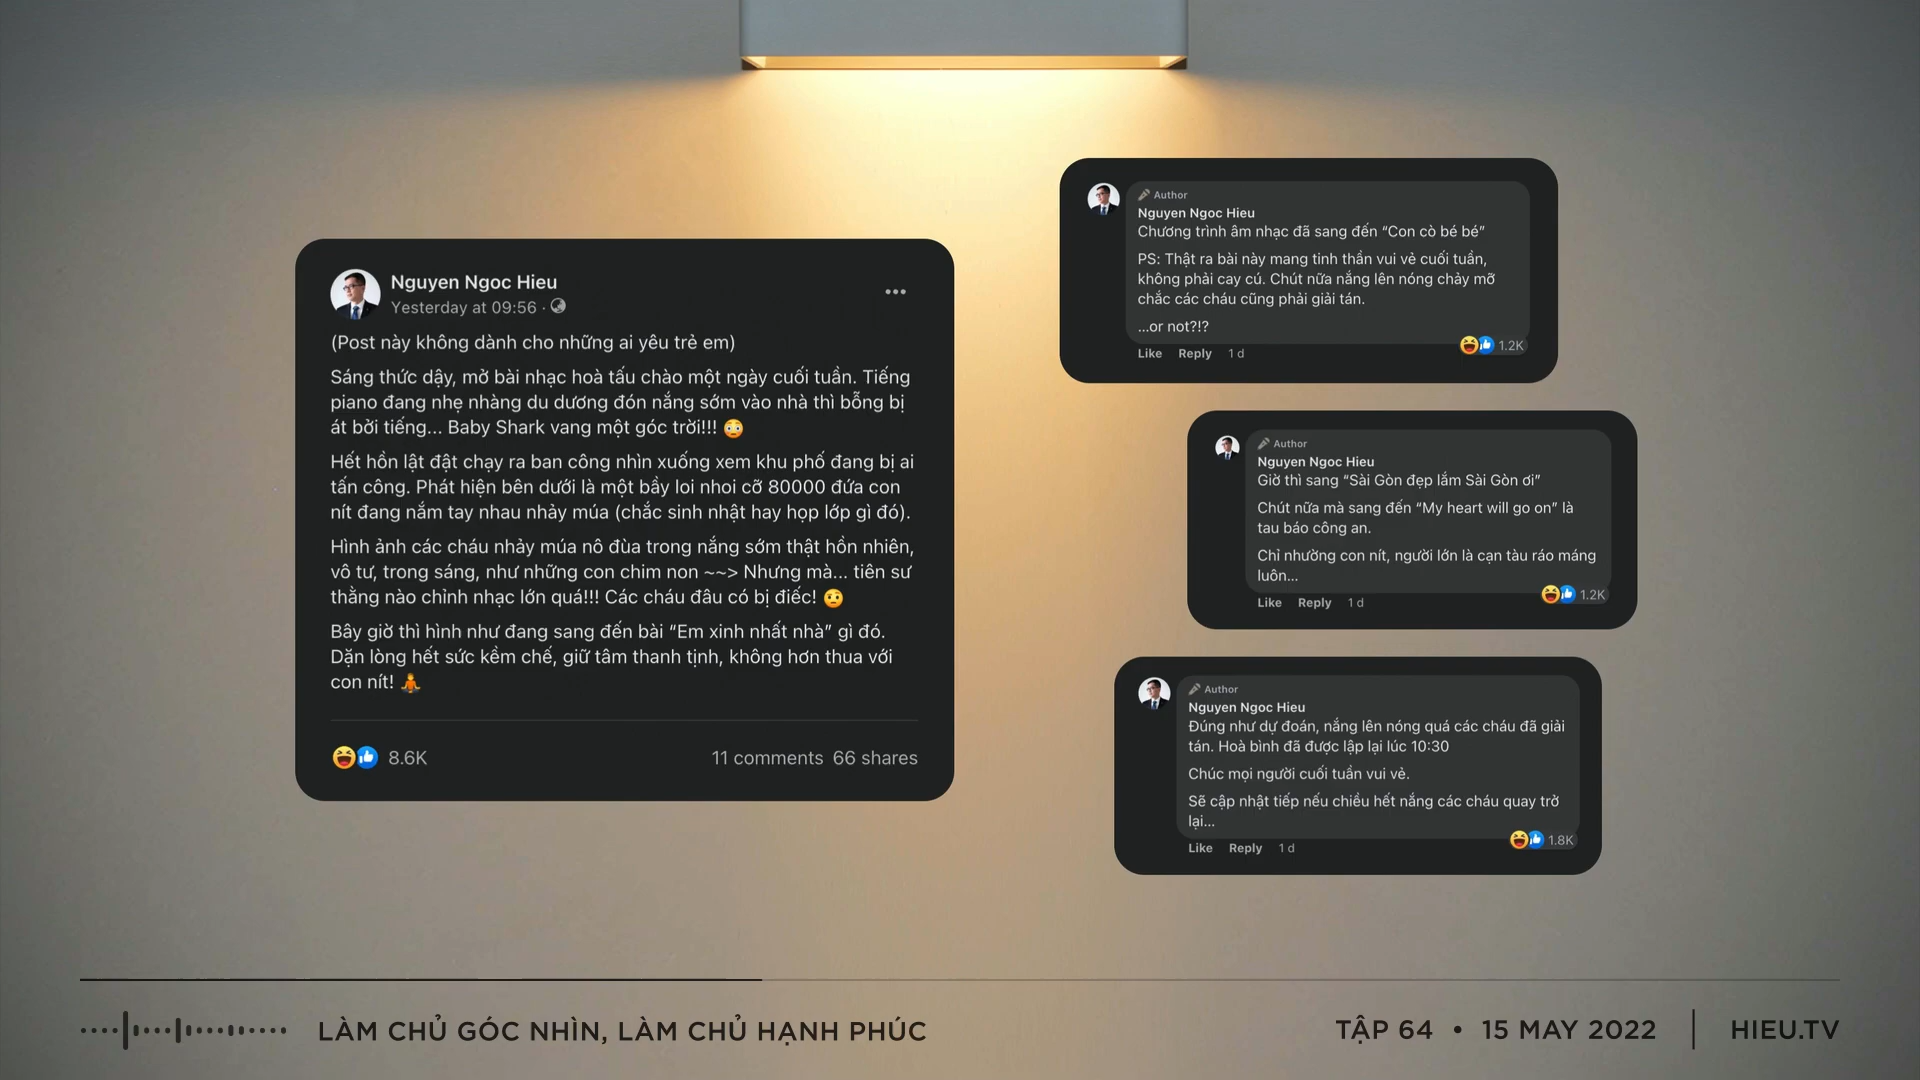 Nguyen Ngoc Hieu
Yesterday at 09:56 ·
(Post này không dành cho những ai yêu trẻ em)
Sáng thức dậy, mở bài nhạc hoà tấu chào một ngày cuối tuần. Tiếng
piano đang nhẹ nhàng du dương đón nắng sớm vào nhà thì bỗng bị
át bởi tiếng... Baby Shark vang một góc trời!!! 😳
Hết hồn lật đật chạy ra ban công nhìn xuống xem khu phố đang bị ai
tấn công. Phát hiện bên dưới là một bầy loi nhoi cỡ 80000 đứa con
nít đang nắm tay nhau nhảy múa (chắc sinh nhật hay họp lớp gì đó).
Hình ảnh các cháu nhảy múa nô đùa trong nắng sớm thật hồn nhiên,
vô tư, trong sáng, như những con chim non ~~> Nhưng mà... tiên sư
thằng nào chỉnh nhạc lớn quá!!! Các cháu đâu có bị điếc! 🤨
Bây giờ thì hình như đang sang đến bài “Em xinh nhất nhà” gì đó.
Dặn lòng hết sức kềm chế, giữ tâm thanh tịnh, không hơn thua với
con nít! 🧘
8.6K
11 comments 66 shares
Author
Nguyen Ngoc Hieu
Chương trình âm nhạc đã sang đến “Con cò bé bé”
PS: Thật ra bài này mang tinh thần vui vẻ cuối tuần,
không phải cay cú. Chút nữa nắng lên nóng chảy mỡ
chắc các cháu cũng phải giải tán.
...or not?!?
Like Reply 1 d
1.2K
Author
Nguyen Ngoc Hieu
Giờ thì sang “Sài Gòn đẹp lắm Sài Gòn ơi”
Chút nữa mà sang đến “My heart will go on” là
tau báo công an.
Chỉ nhường con nít, người lớn là cạn tàu ráo máng
luôn...
Like Reply 1 d
1.2K
Author
Nguyen Ngoc Hieu
Đúng như dự đoán, nắng lên nóng quá các cháu đã giải
tán. Hoà bình đã được lập lại lúc 10:30
Chúc mọi người cuối tuần vui vẻ.
Sẽ cập nhật tiếp nếu chiều hết nắng các cháu quay trở
lại...
Like Reply 1 d
1.8K
LÀM CHỦ GÓC NHÌN, LÀM CHỦ HẠNH PHÚC
TẬP 64 • 15 MAY 2022 | HIEU.TV